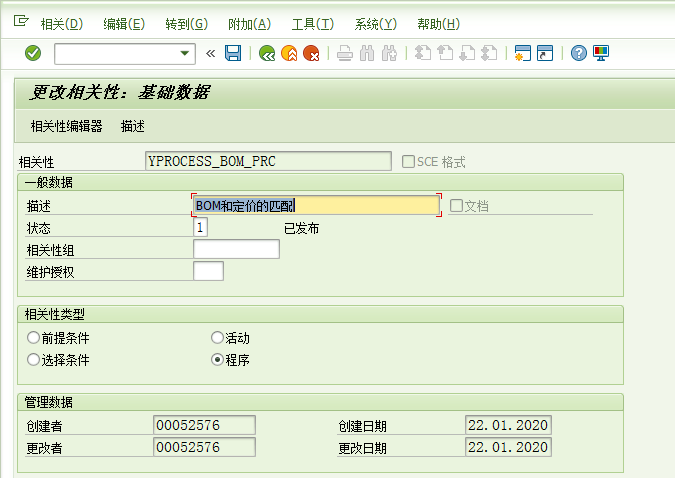 相关(D) 编辑(E) 转到(G) 附加(A) 工具(T) 系统(Y) 帮助(H)
更改相关性：基础数据
相关性编辑器 描述
相关性 YPROCESS_BOM_PRC SCE 格式
一般数据
描述 BOM和定价的匹配 文档
状态 1 已发布
相关性组
维护授权
相关性类型
前提条件 活动
选择条件 程序
管理数据
创建者 00052576 创建日期 22.01.2020
更改者 00052576 更改日期 22.01.2020